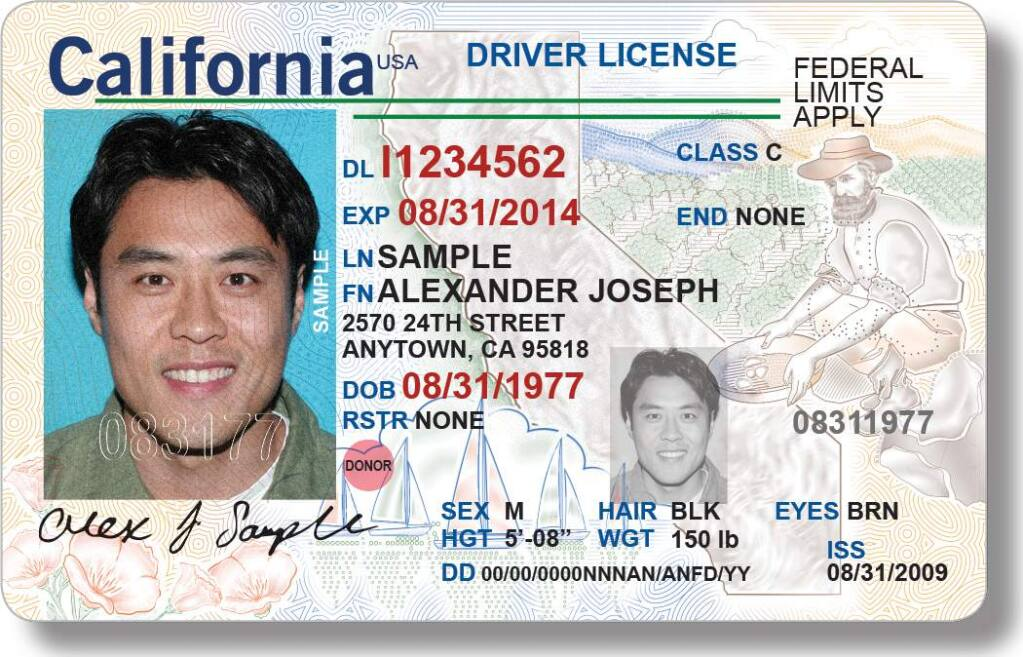 California USA DRIVER LICENSE
FEDERAL
LIMITS
APPLY
DL I1234562 CLASS C
EXP 08/31/2014 END NONE
LN SAMPLE
FN ALEXANDER JOSEPH
2570 24TH STREET
ANYTOWN, CA 95818
DOB 08/31/1977
RSTR NONE 08311977
DONOR
SAMPLE
083177
Alex J Sample
SEX M HAIR BLK EYES BRN
HGT 5'-08" WGT 150 lb
ISS
DD 00/00/0000NNNAN/ANFD/YY 08/31/2009